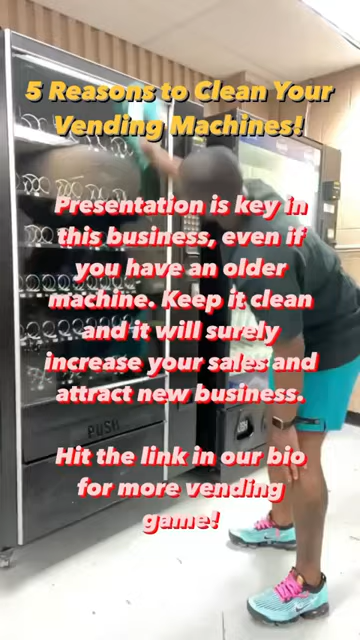 5 Reasons to Clean Your
Vending Machines!
Presentation is key in
this business, even if
you have an older
machine. Keep it clean
and it will surely
increase your sales and
attract new business.
PUSH
Hit the link in our bio
for more vending
game!